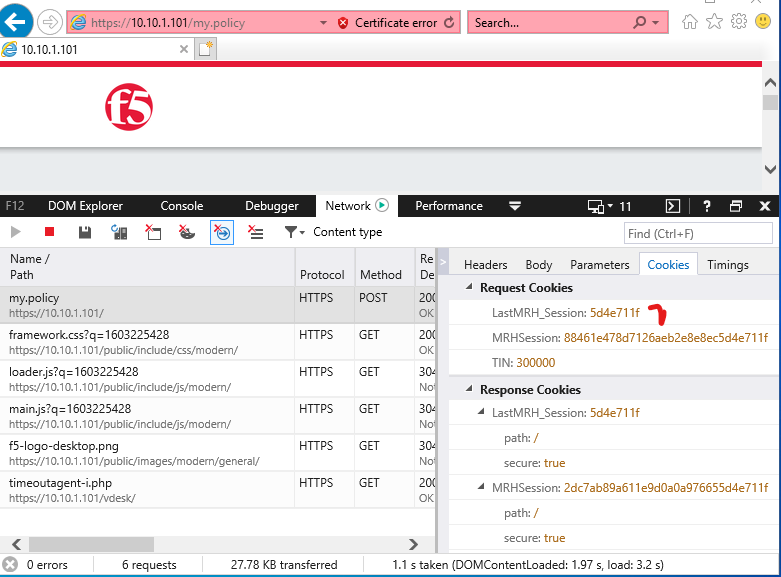 https://10.10.1.101/my.policy
Certificate error
Search...
10.10.1.101
f5
F12
DOM Explorer
Console
Debugger
Network
Performance
11
?
Content type
Find (Ctrl+F)
Name /
Path
Protocol
Method
Re
De
my.policy
https://10.10.1.101/
HTTPS
POST
200
OK
framework.css?q=1603225428
https://10.10.1.101/public/include/css/modern/
HTTPS
GET
200
OK
loader.js?q=1603225428
https://10.10.1.101/public/include/js/modern/
HTTPS
GET
304
Not
main.js?q=1603225428
https://10.10.1.101/public/include/js/modern/
HTTPS
GET
304
Not
f5-logo-desktop.png
https://10.10.1.101/public/images/modern/general/
HTTPS
GET
304
Not
timeoutagent-i.php
https://10.10.1.101/vdesk/
HTTPS
GET
200
OK
Headers
Body
Parameters
Cookies
Timings
Request Cookies
LastMRH_Session: 5d4e711f
MRHSession: 88461e478d7126aeb2e8e8ec5d4e711f
TIN: 300000
Response Cookies
LastMRH_Session: 5d4e711f
path: /
secure: true
MRHSession: 2dc7ab89a611e9d0a0a976655d4e711f
path: /
secure: true
0 errors
6 requests
27.78 KB transferred
1.1 s taken (DOMContentLoaded: 1.97 s, load: 3.2 s)